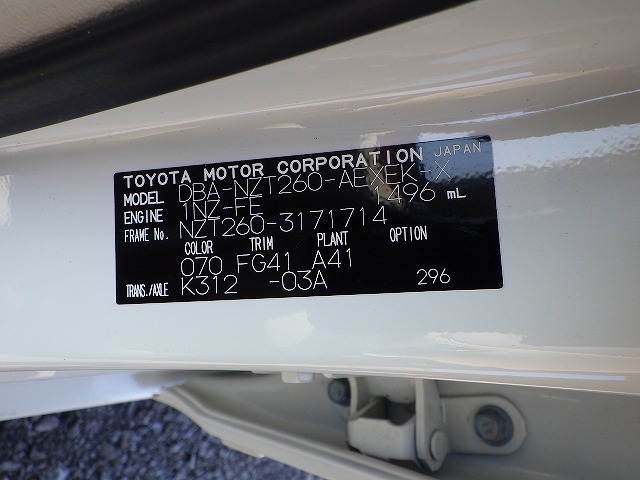 TOYOTA MOTOR CORPORATION JAPAN
MODEL DBA-NZT260-AEXEK-X
ENGINE 1NZ-FE 1496 mL
FRAME No. NZT260-3171714
COLOR TRIM PLANT OPTION
070 FG41 A41
TRANS./AXLE K312 -03A 296